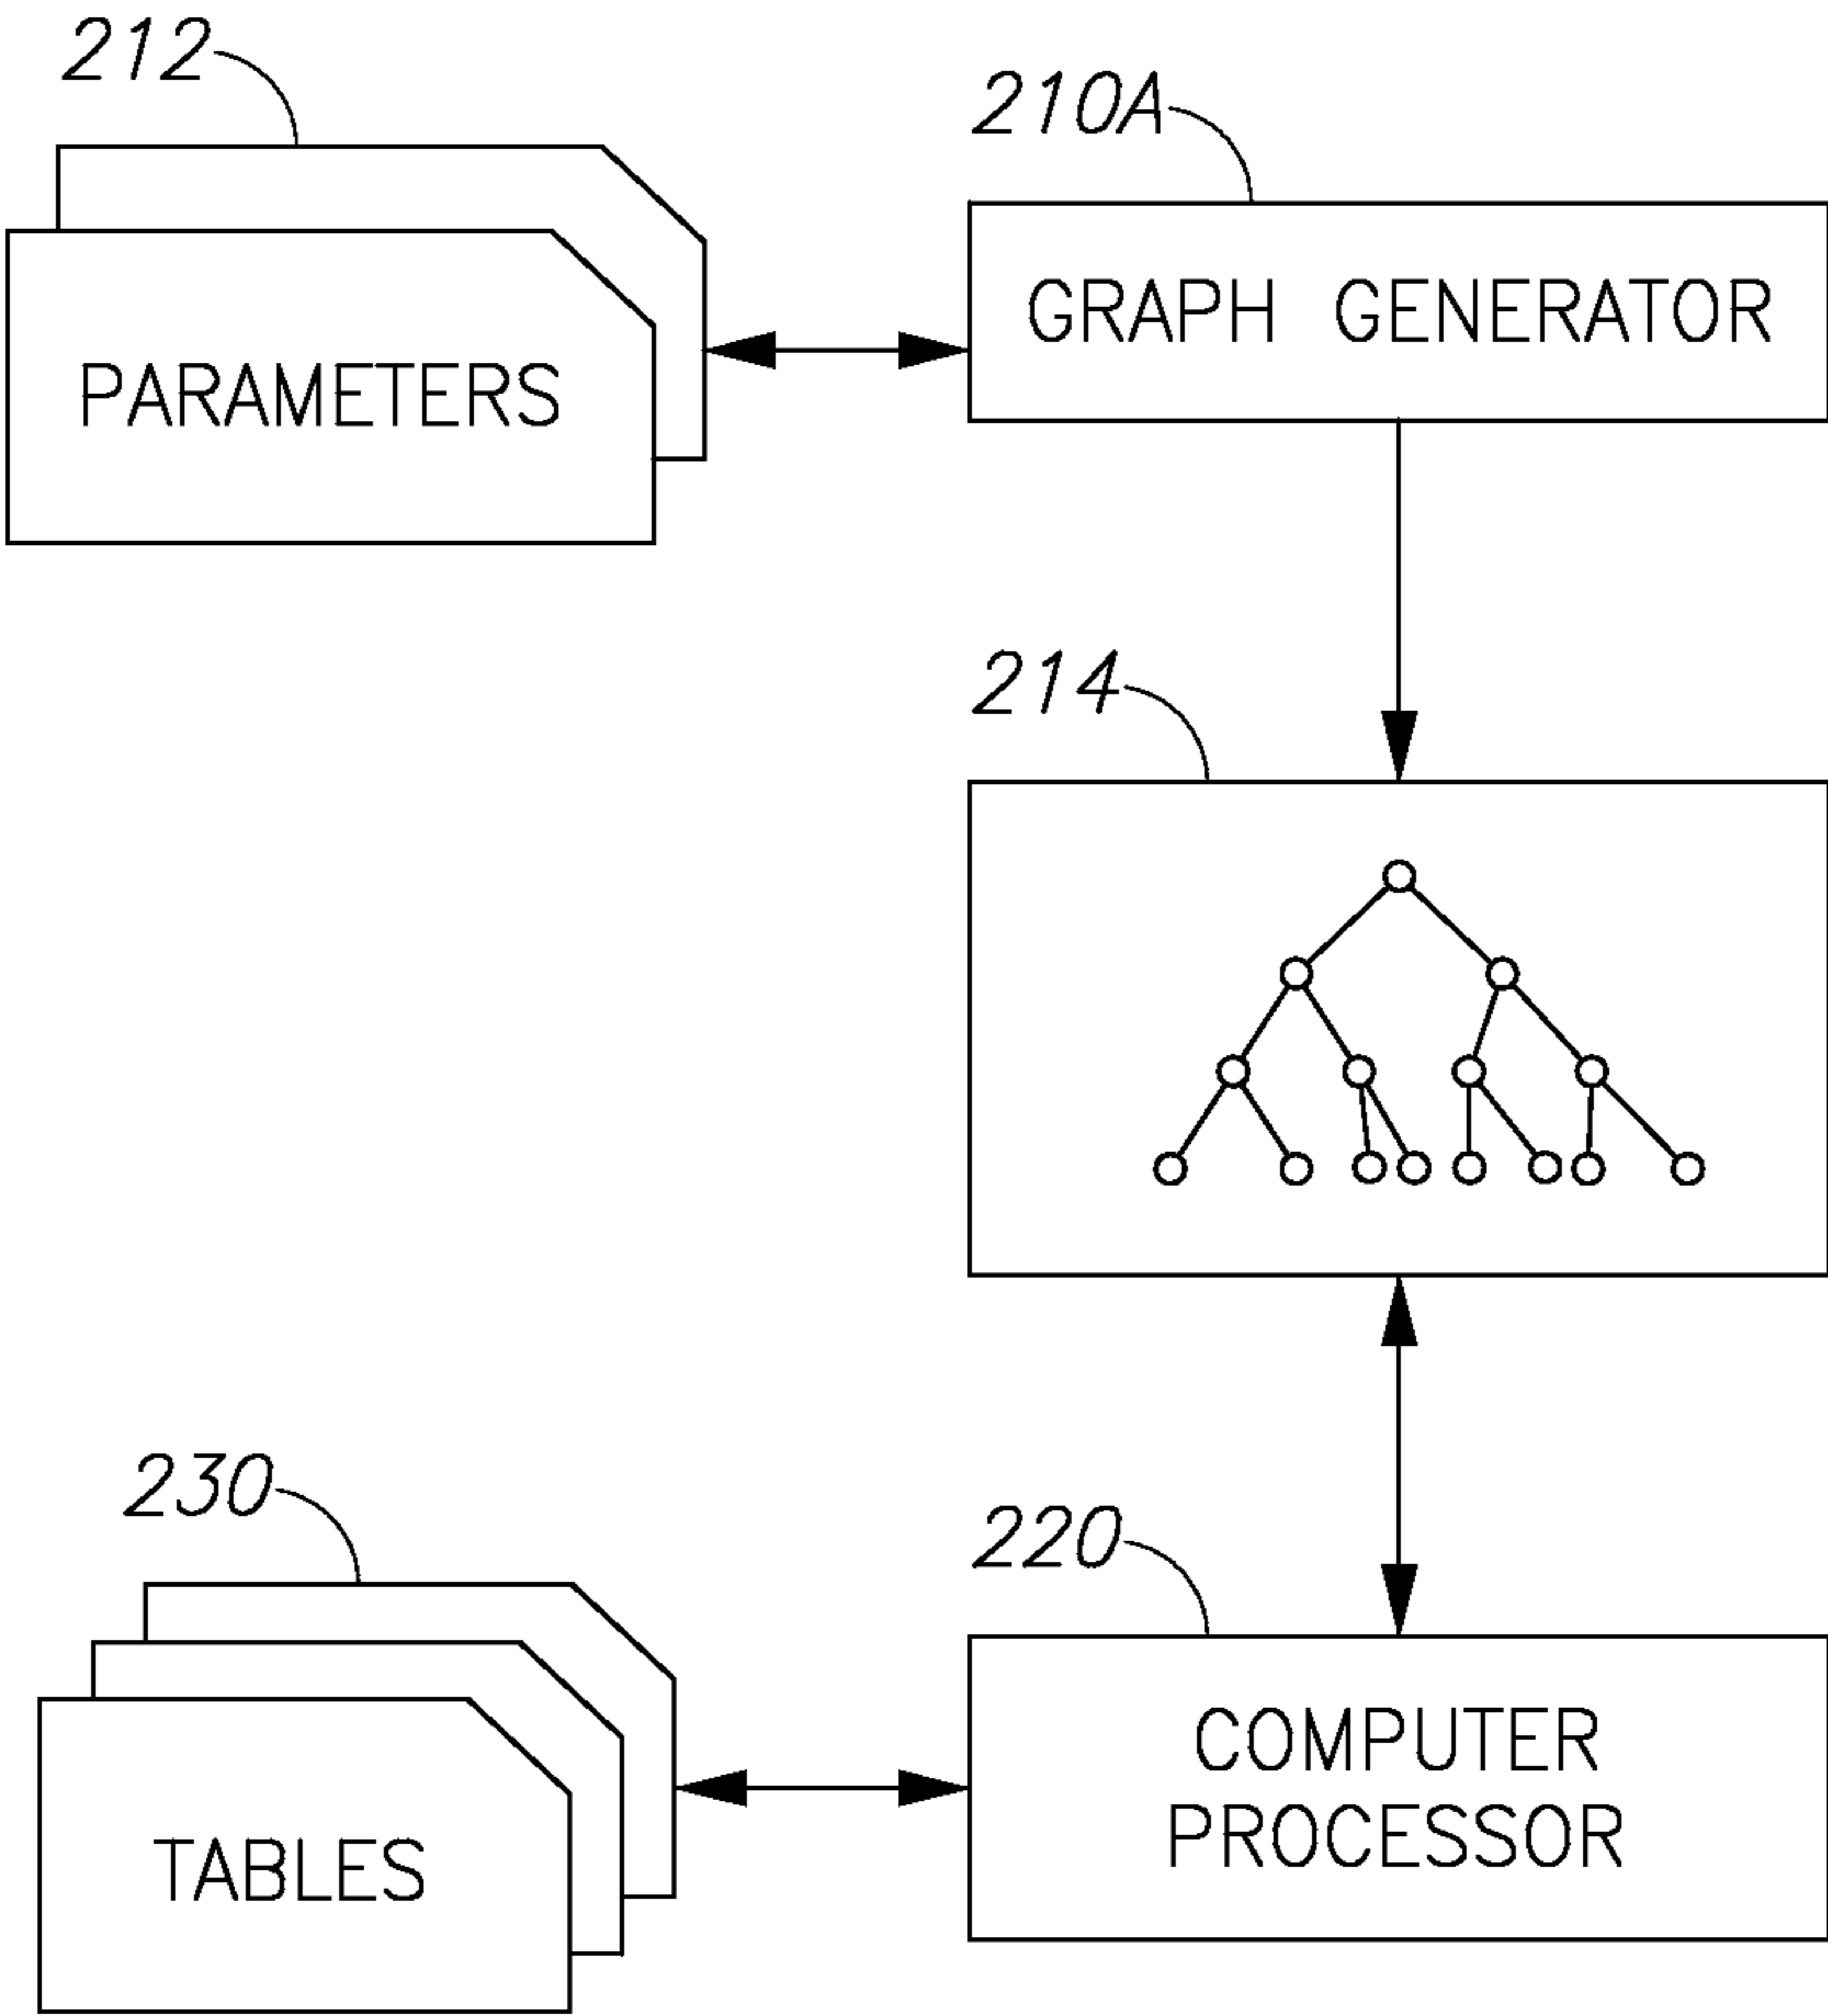 212
210A
PARAMETERS
GRAPH GENERATOR
214
230
220
TABLES
COMPUTER
PROCESSOR